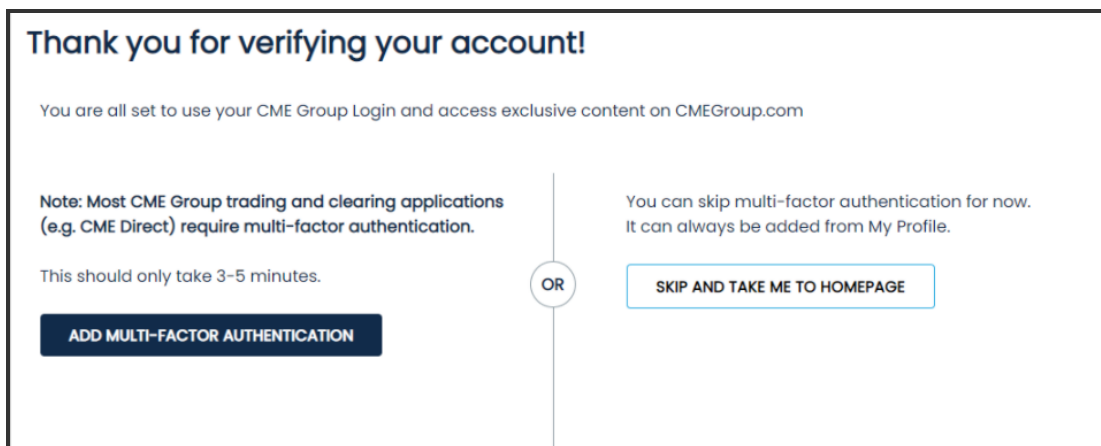 Thank you for verifying your account!
You are all set to use your CME Group Login and access exclusive content on CMEGroup.com
Note: Most CME Group trading and clearing applications
(e.g. CME Direct) require multi-factor authentication.
This should only take 3-5 minutes.
ADD MULTI-FACTOR AUTHENTICATION
OR
You can skip multi-factor authentication for now.
It can always be added from My Profile.
SKIP AND TAKE ME TO HOMEPAGE